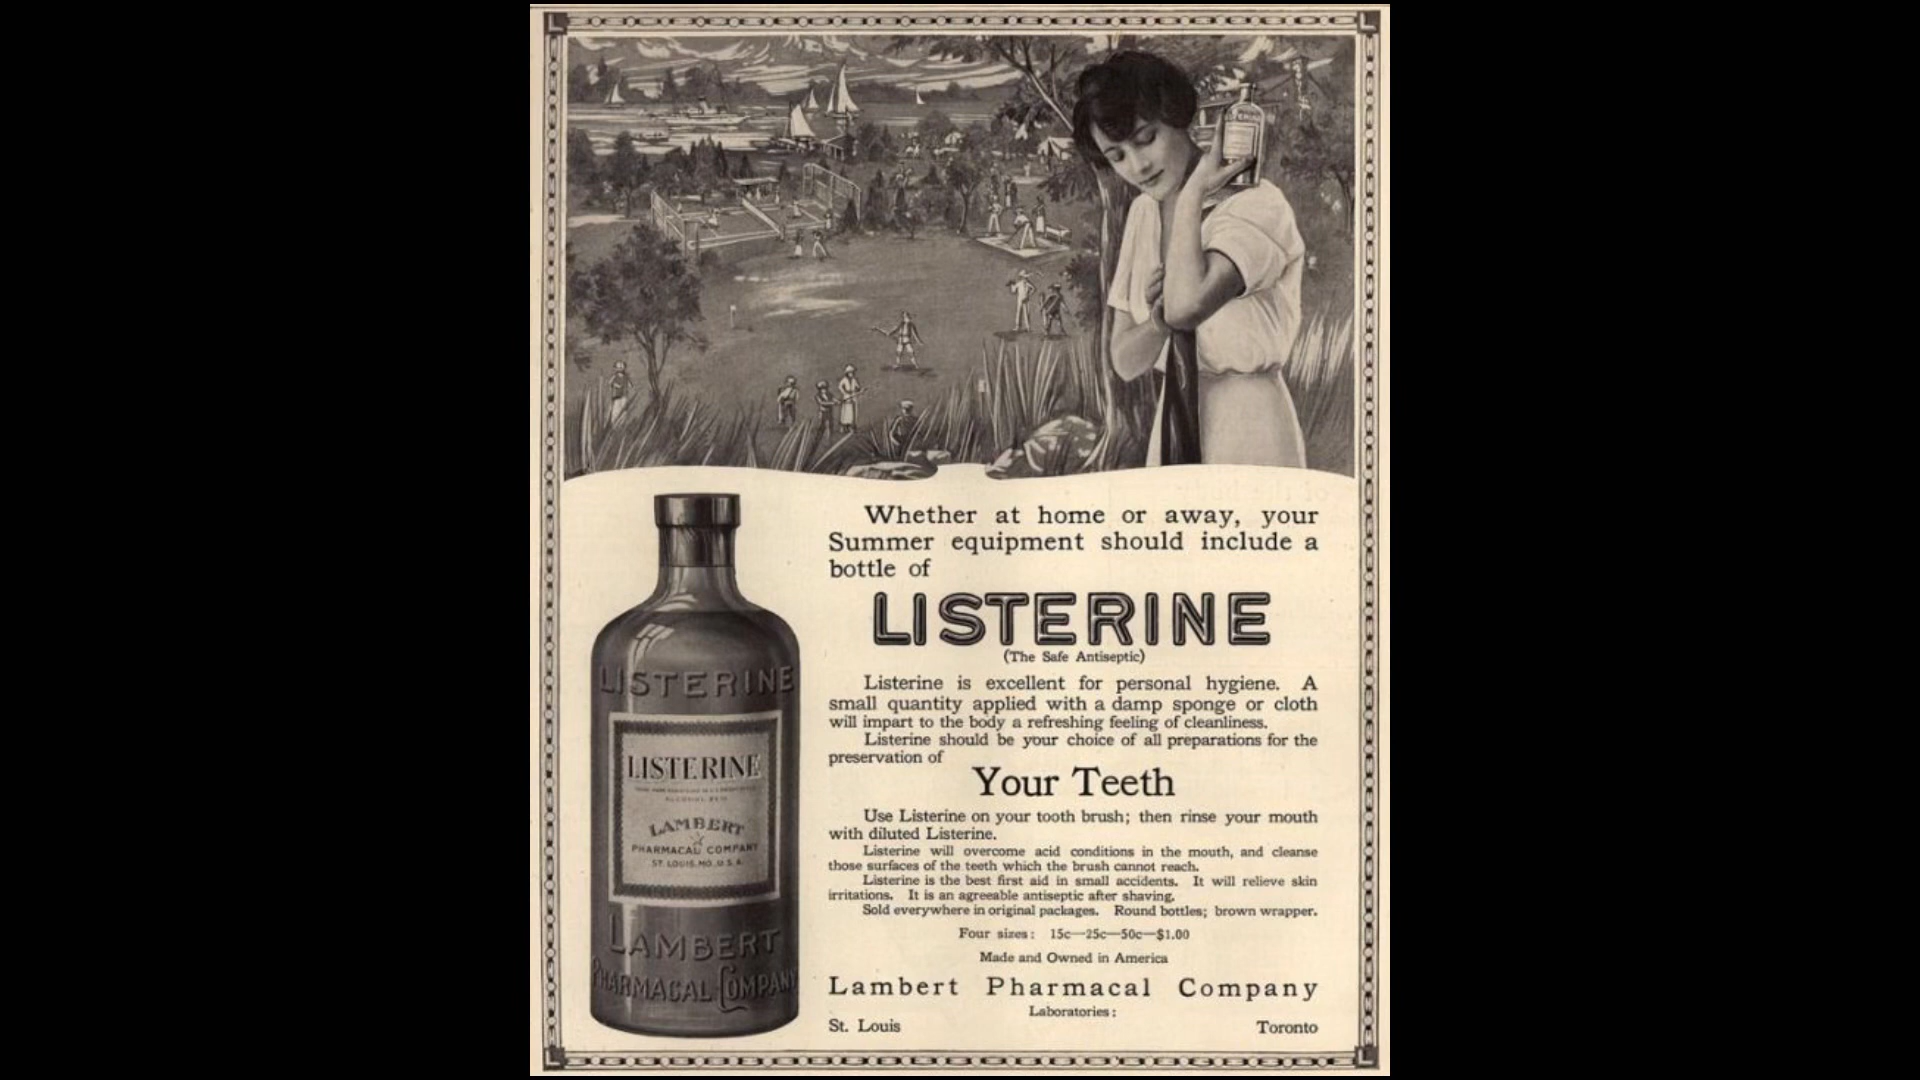 LISTERINE
Whether at home or away, your
Summer equipment should include a
bottle of
LISTERINE
(The Safe Antiseptic)
Listerine is excellent for personal hygiene. A
small quantity applied with a damp sponge or cloth
will impart to the body a refreshing feeling of cleanliness.
Listerine should be your choice of all preparations for the
preservation of
Your Teeth
Use Listerine on your tooth brush; then rinse your mouth
with diluted Listerine.
Listerine will overcome acid conditions in the mouth, and cleanse
those surfaces of the teeth which the brush cannot reach.
Listerine is the best first aid in small accidents. It will relieve skin
irritations. It is an agreeable antiseptic after shaving.
Sold everywhere in original packages. Round bottles; brown wrapper.
Four sizes: 15c—25c—50c—$1.00
Made and Owned in America
Lambert Pharmacal Company
Laboratories:
St. Louis Toronto
LISTERINE
LISTERINE
LAMBERT
PHARMACAL COMPANY
ST. LOUIS, MO., U.S.A.
LAMBERT
PHARMACAL COMPANY
L
L
L
L